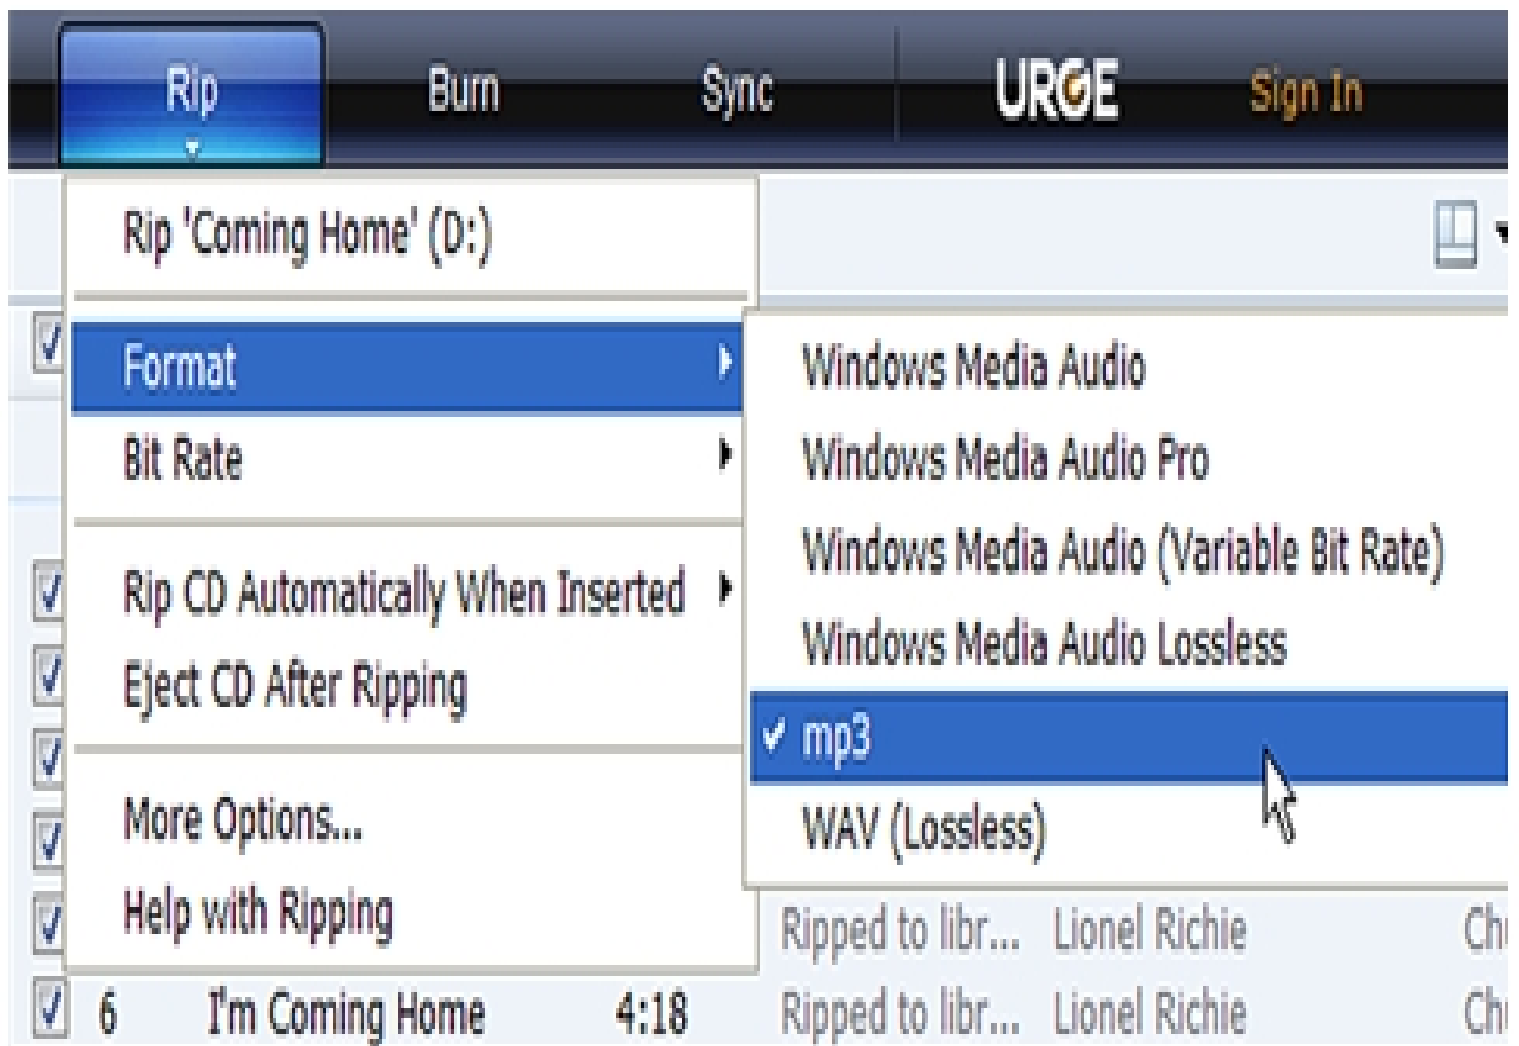 Rip Burn Sync URGE Sign In
Rip 'Coming Home' (D:)
Format
Bit Rate
Rip CD Automatically When Inserted
Eject CD After Ripping
More Options...
Help with Ripping
Windows Media Audio
Windows Media Audio Pro
Windows Media Audio (Variable Bit Rate)
Windows Media Audio Lossless
mp3
WAV (Lossless)
Ripped to libr... Lionel Richie
6 I'm Coming Home 4:18 Ripped to libr... Lionel Richie